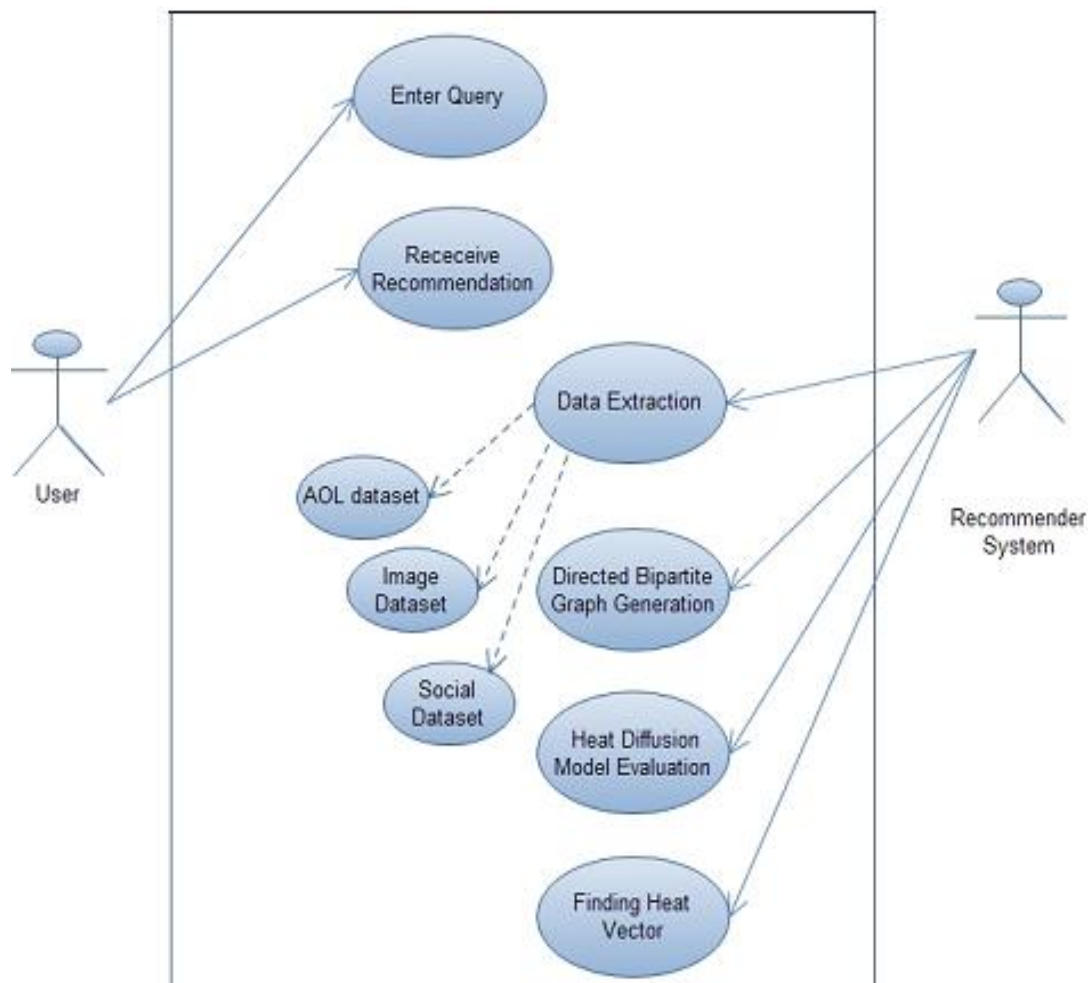 Enter Query
Receceive
Recommendation
Data Extraction
User
AOL dataset
Recommender
System
Image
Dataset
Directed Bipartite
Graph Generation
Social
Dataset
Heat Diffusion
Model Evaluation
Finding Heat
Vector